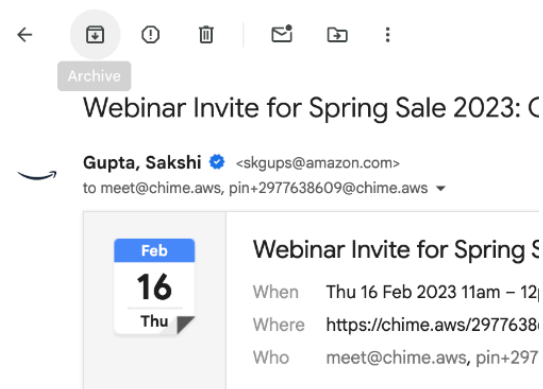 Archive
Webinar Invite for Spring Sale 2023:
Gupta, Sakshi <skgups@amazon.com>
to meet@chime.aws, pin+2977638609@chime.aws
Feb
16
Thu
Webinar Invite for Spring
When Thu 16 Feb 2023 11am – 12
Where https://chime.aws/2977638
Who meet@chime.aws, pin+297